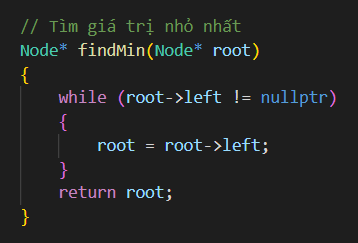 // Tìm giá trị nhỏ nhất
Node* findMin(Node* root)
{
    while (root->left != nullptr)
    {
        root = root->left;
    }
    return root;
}